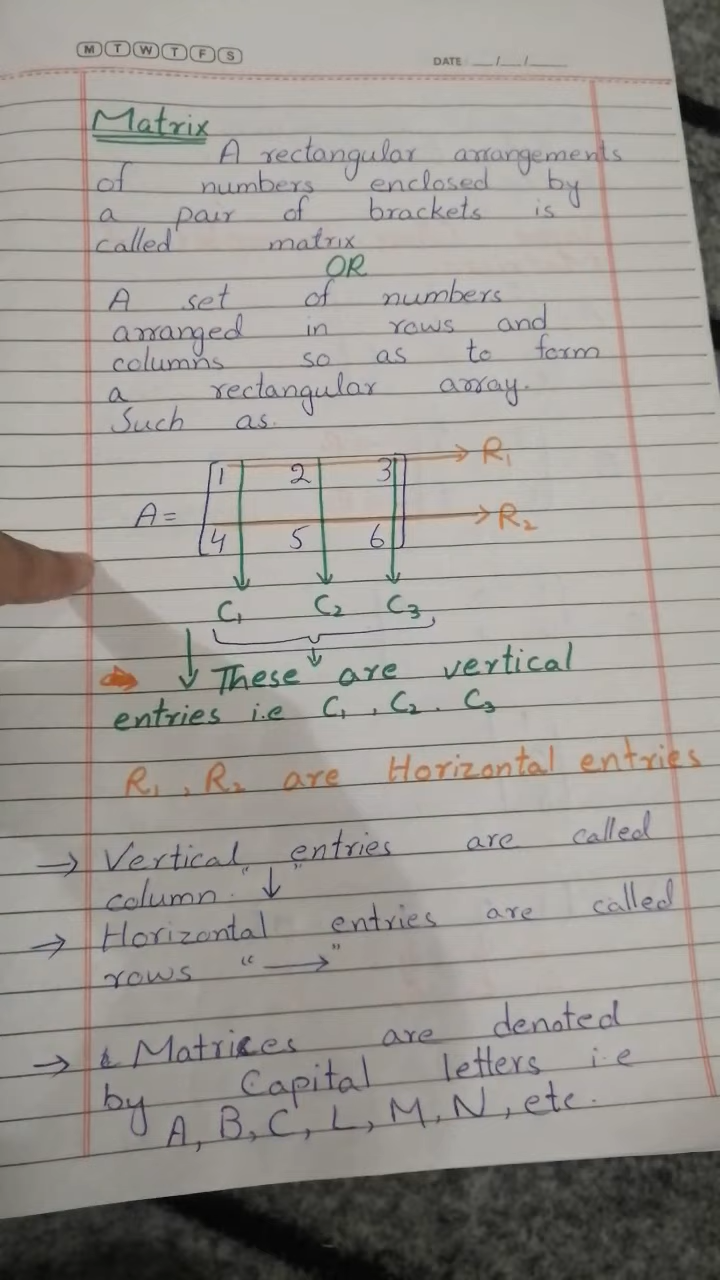 M T W T F S
DATE __/__/____
Matrix
A rectangular arrangements
of numbers enclosed by
a pair of brackets is
called matrix
OR
A set of numbers
arranged in rows and
columns so as to form
a rectangular array.
Such as.
1 2 3 → R₁
A =
4 5 6 → R₂
C₁ C₂ C₃
↓ These are vertical
entries i.e C₁, C₂. C₃
R₁, R₂ are Horizontal entries
→ Vertical entries are called
column. "↓"
→ Horizontal entries are called
rows "→"
→ Matrices are denoted
by Capital letters i.e
A, B, C, L, M, N, etc.